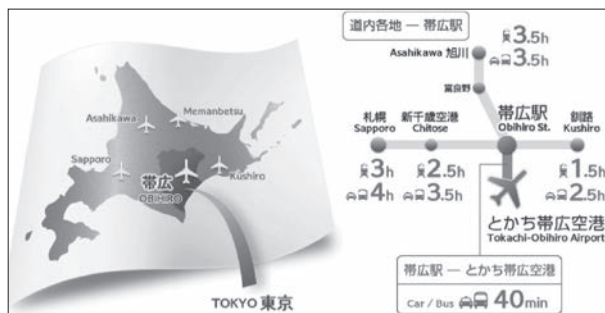 Asahikawa
Memanbetsu
Sapporo
Kushiro
帯広
OBIHIRO
TOKYO 東京
道内各地 — 帯広駅
3.5h
Asahikawa 旭川
3.5h
富良野
帯広駅
Obihiro St.
札幌
Sapporo
新千歳空港
Chitose
釧路
Kushiro
3h
2.5h
1.5h
4h
3.5h
2.5h
とかち帯広空港
Tokachi-Obihiro Airport
帯広駅 — とかち帯広空港
Car / Bus 40min